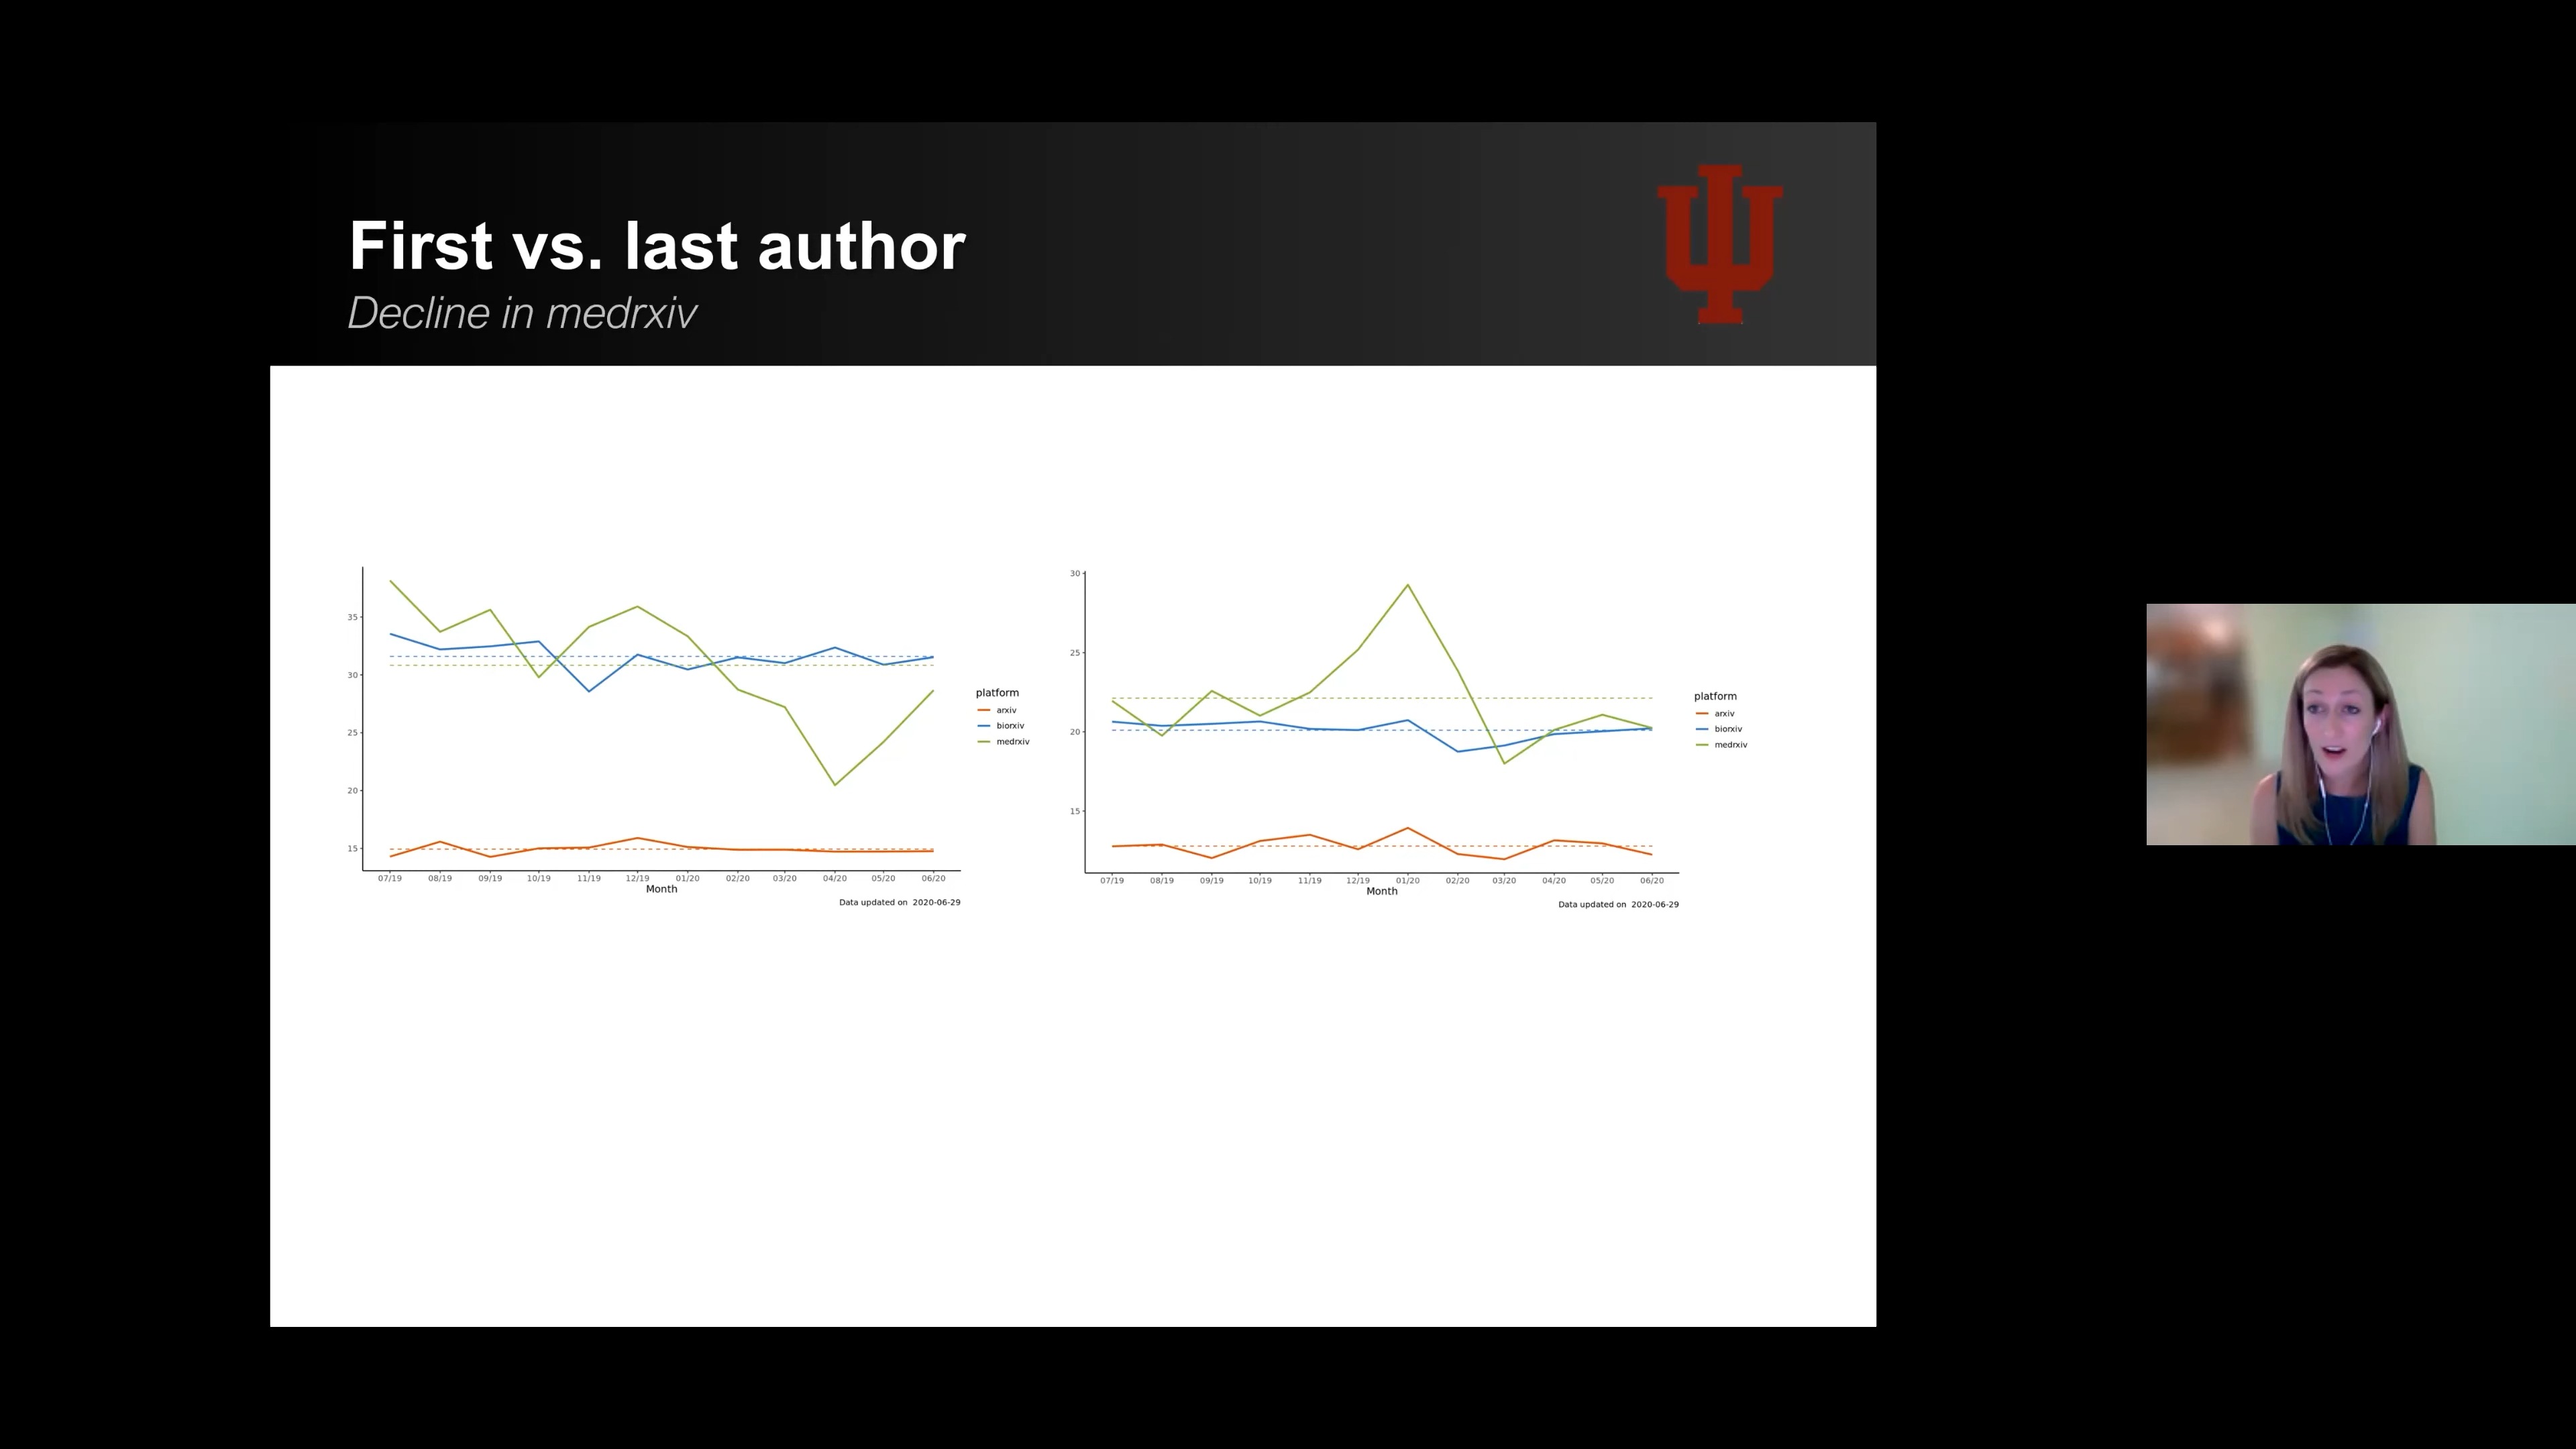 First vs. last author
Decline in medrxiv
35
30
25
20
15
07/19 08/19 09/19 10/19 11/19 12/19 01/20 02/20 03/20 04/20 05/20 06/20
Month
Data updated on 2020-06-29
platform
arxiv
biorxiv
medrxiv
30
25
20
15
07/19 08/19 09/19 10/19 11/19 12/19 01/20 02/20 03/20 04/20 05/20 06/20
Month
Data updated on 2020-06-29
platform
arxiv
biorxiv
medrxiv